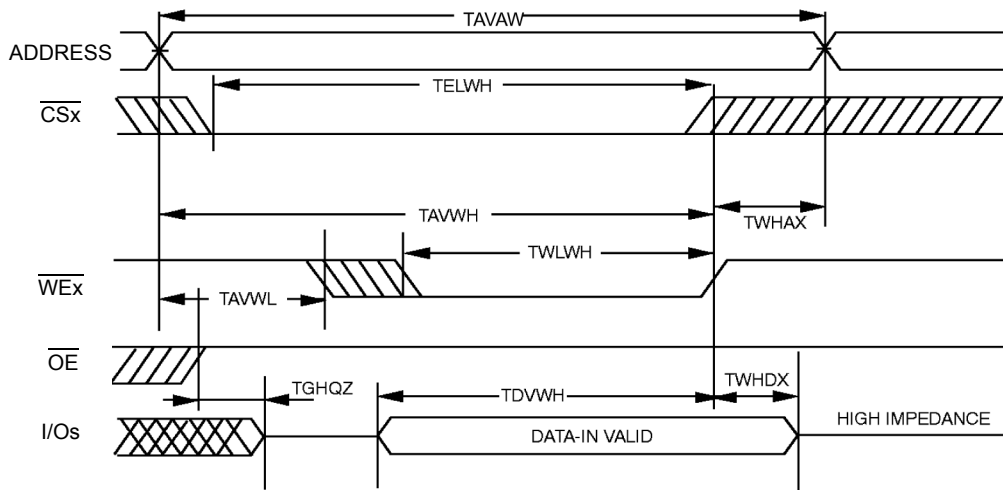 TAVAW
ADDRESS
TELWH
CSx
TAVWH
TWHAX
TWLWH
WEx
TAVWL
OE
TGHQZ
TDVWH
TWHDX
I/Os
DATA-IN VALID
HIGH IMPEDANCE